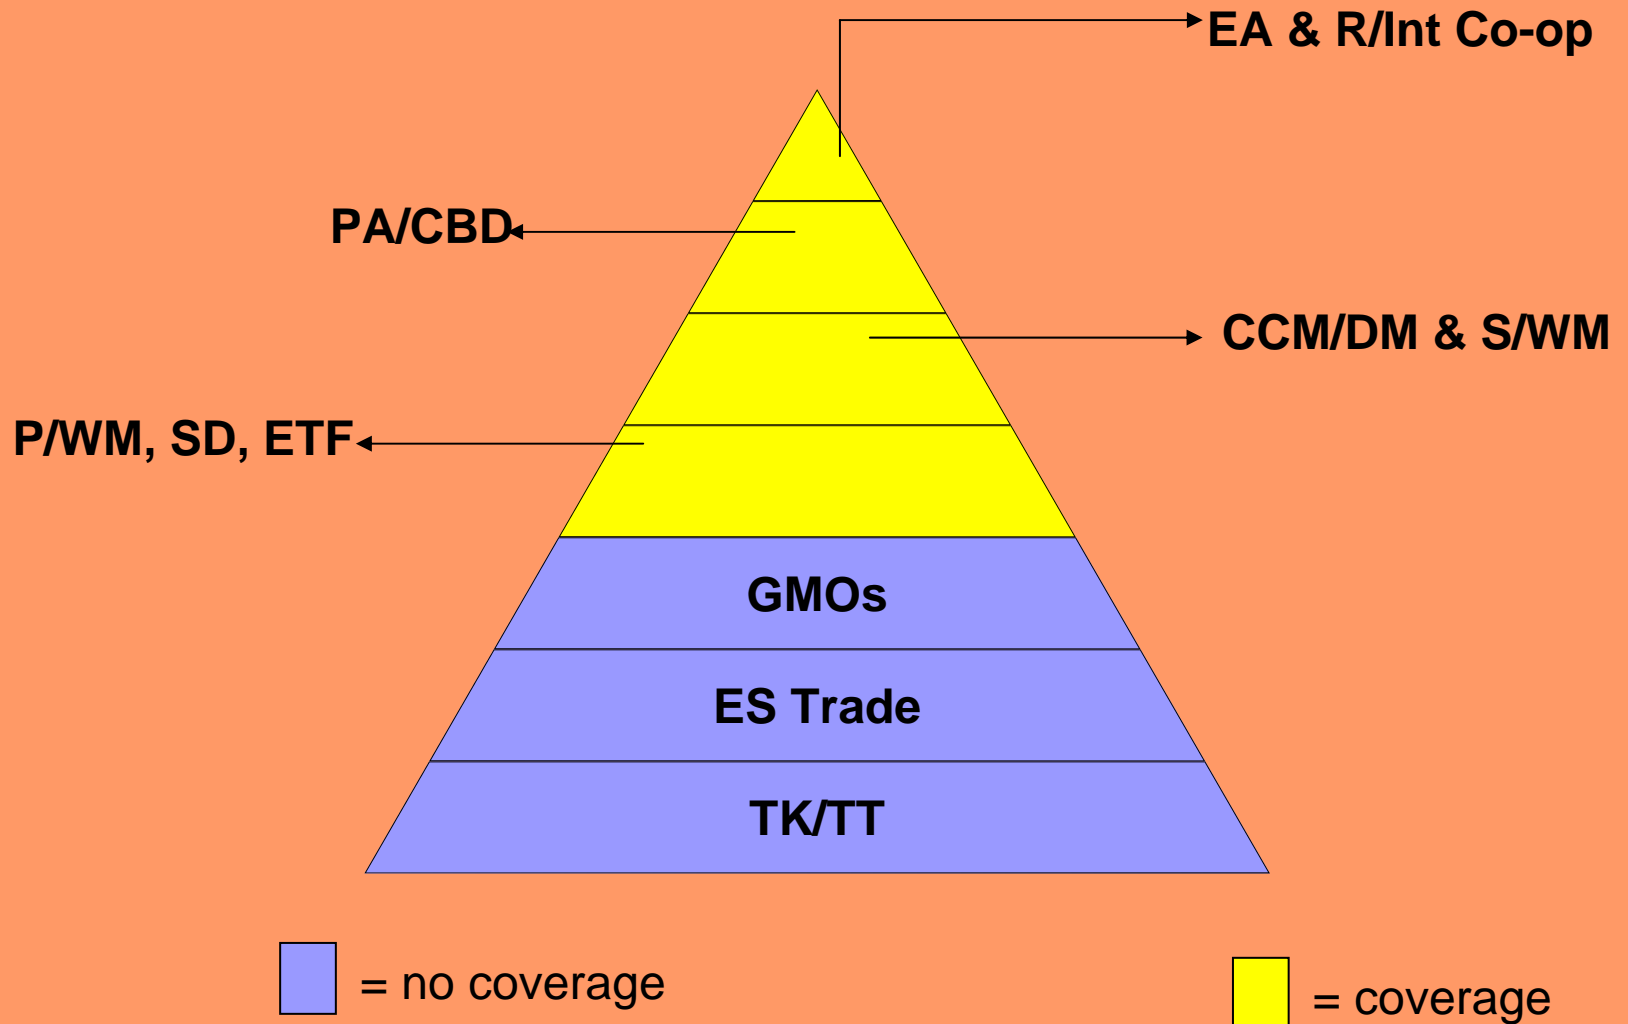 EA & R/Int Co-op
PA/CBD
CCM/DM & S/WM
P/WM, SD, ETF
GMOs
ES Trade
TK/TT
= no coverage
= coverage